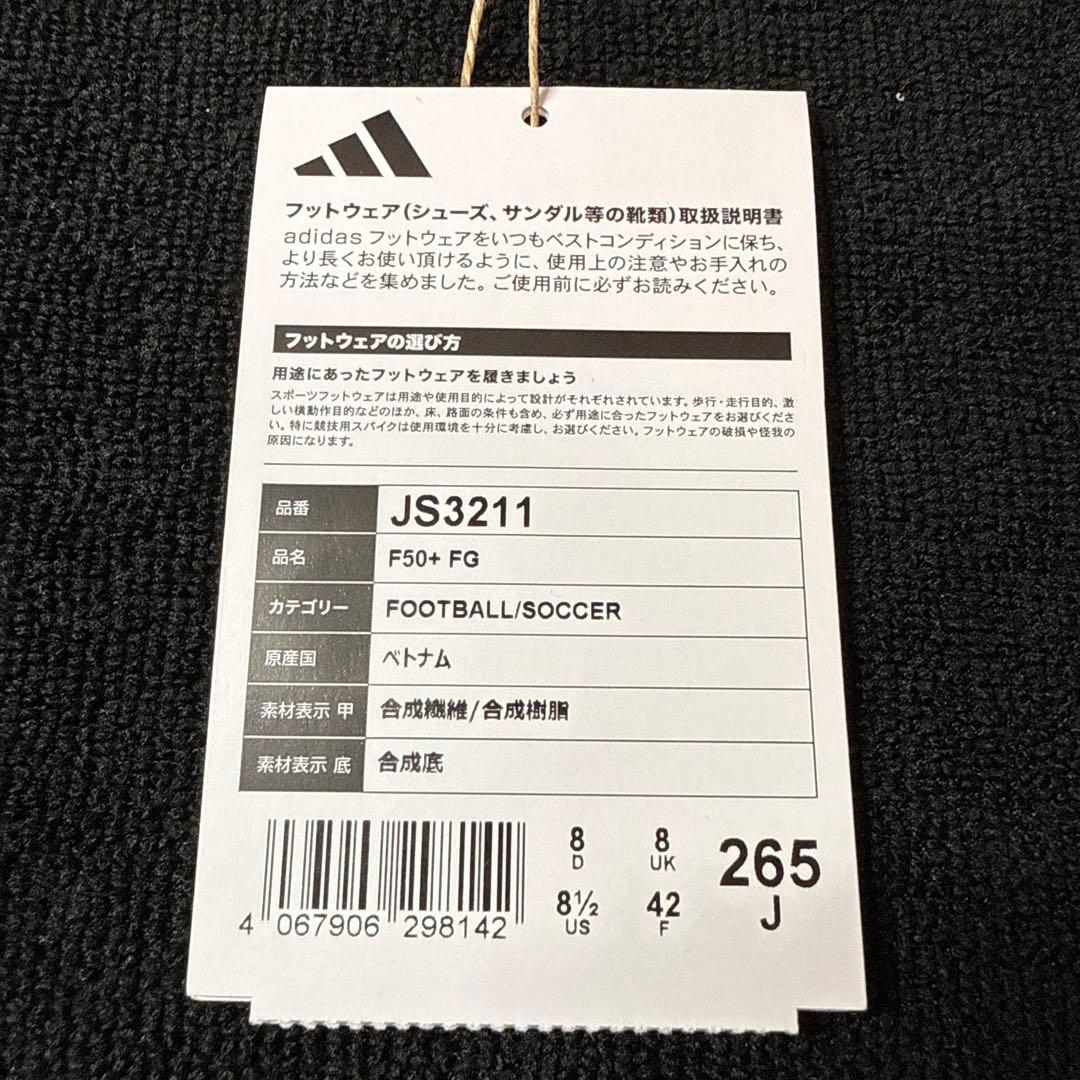 フットウェア(シューズ、サンダル等の靴類)取扱説明書
adidas フットウェアをいつもベストコンディションに保ち、
より長くお使い頂けるように、使用上の注意やお手入れの
方法などを集めました。ご使用前に必ずお読みください。
フットウェアの選び方
用途にあったフットウェアを履きましょう
スポーツフットウェアは用途や使用目的によって設計がそれぞれされています。歩行・走行目的、激
しい横動作目的などのほか、床、路面の条件も含め、必ず用途に合ったフットウェアをお選びくださ
い。特に競技用スパイクは使用環境を十分に考慮し、お選びください。フットウェアの破損や怪我の
原因になります。
品番 JS3211
品名 F50+ FG
カテゴリー FOOTBALL/SOCCER
原産国 ベトナム
素材表示 甲 合成繊維/合成樹脂
素材表示 底 合成底
8 8 265
D UK J
8½ 42
US F
4 067906 298142